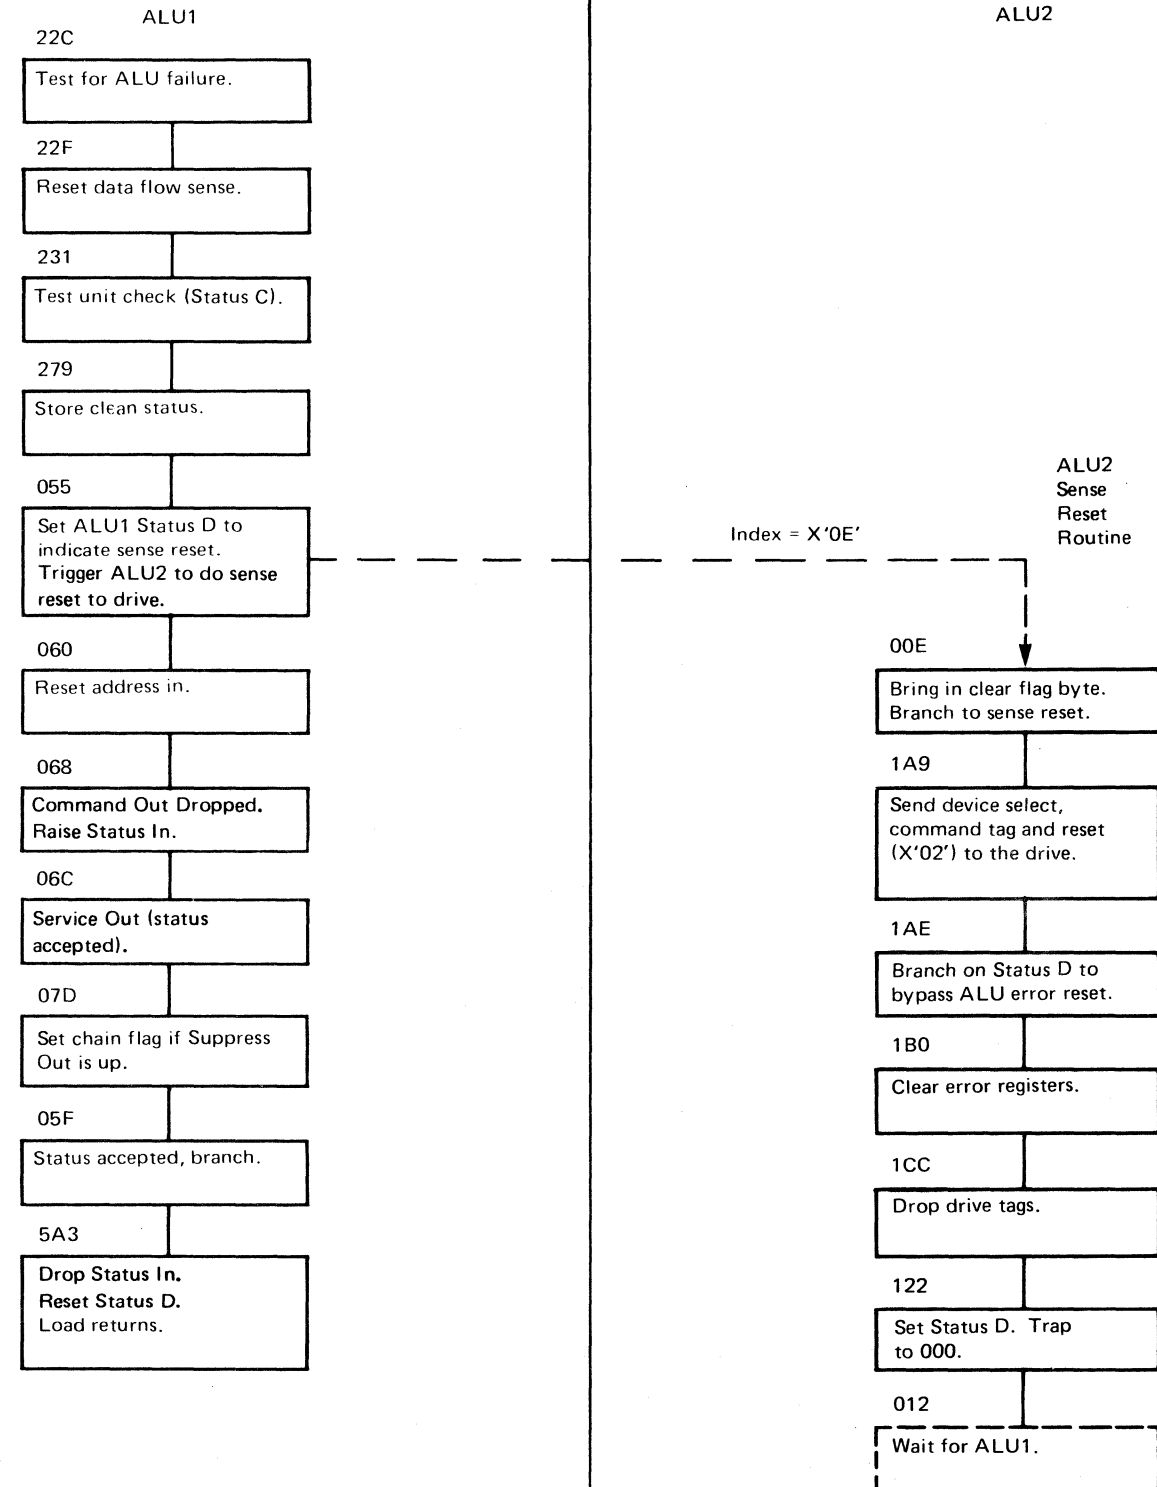 ALU1
22C
Test for ALU failure.
22F
Reset data flow sense.
231
Test unit check (Status C).
279
Store clean status.
055
Set ALU1 Status D to
indicate sense reset.
Trigger ALU2 to do sense
reset to drive.
060
Reset address in.
068
Command Out Dropped.
Raise Status In.
06C
Service Out (status
accepted).
07D
Set chain flag if Suppress
Out is up.
05F
Status accepted, branch.
5A3
Drop Status In.
Reset Status D.
Load returns.
Index = X'0E'
ALU2
ALU2
Sense
Reset
Routine
00E
Bring in clear flag byte.
Branch to sense reset.
1A9
Send device select,
command tag and reset
(X'02') to the drive.
1AE
Branch on Status D to
bypass ALU error reset.
1B0
Clear error registers.
1CC
Drop drive tags.
122
Set Status D. Trap
to 000.
012
Wait for ALU1.